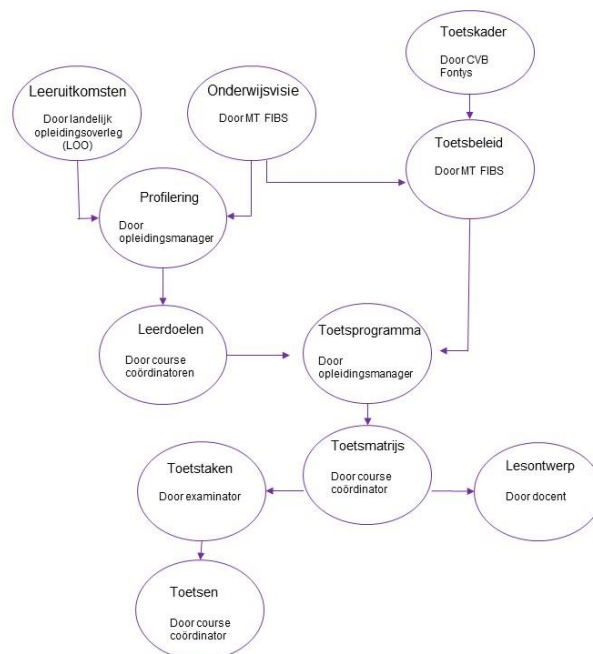 Toetskader
Door CVB
Fontys
Leeruitkomsten
Door landelijk
opleidingsoverleg
(LOO)
Onderwijsvisie
Door MT FIBS
Toetsbeleid
Door MT FIBS
Profilering
Door
opleidingsmanager
Leerdoelen
Door course
coördinatoren
Toetsprogramma
Door
opleidingsmanager
Toetsmatrijs
Door course
coördinator
Toetstaken
Door examinator
Lesontwerp
Door docent
Toetsen
Door course
coördinator